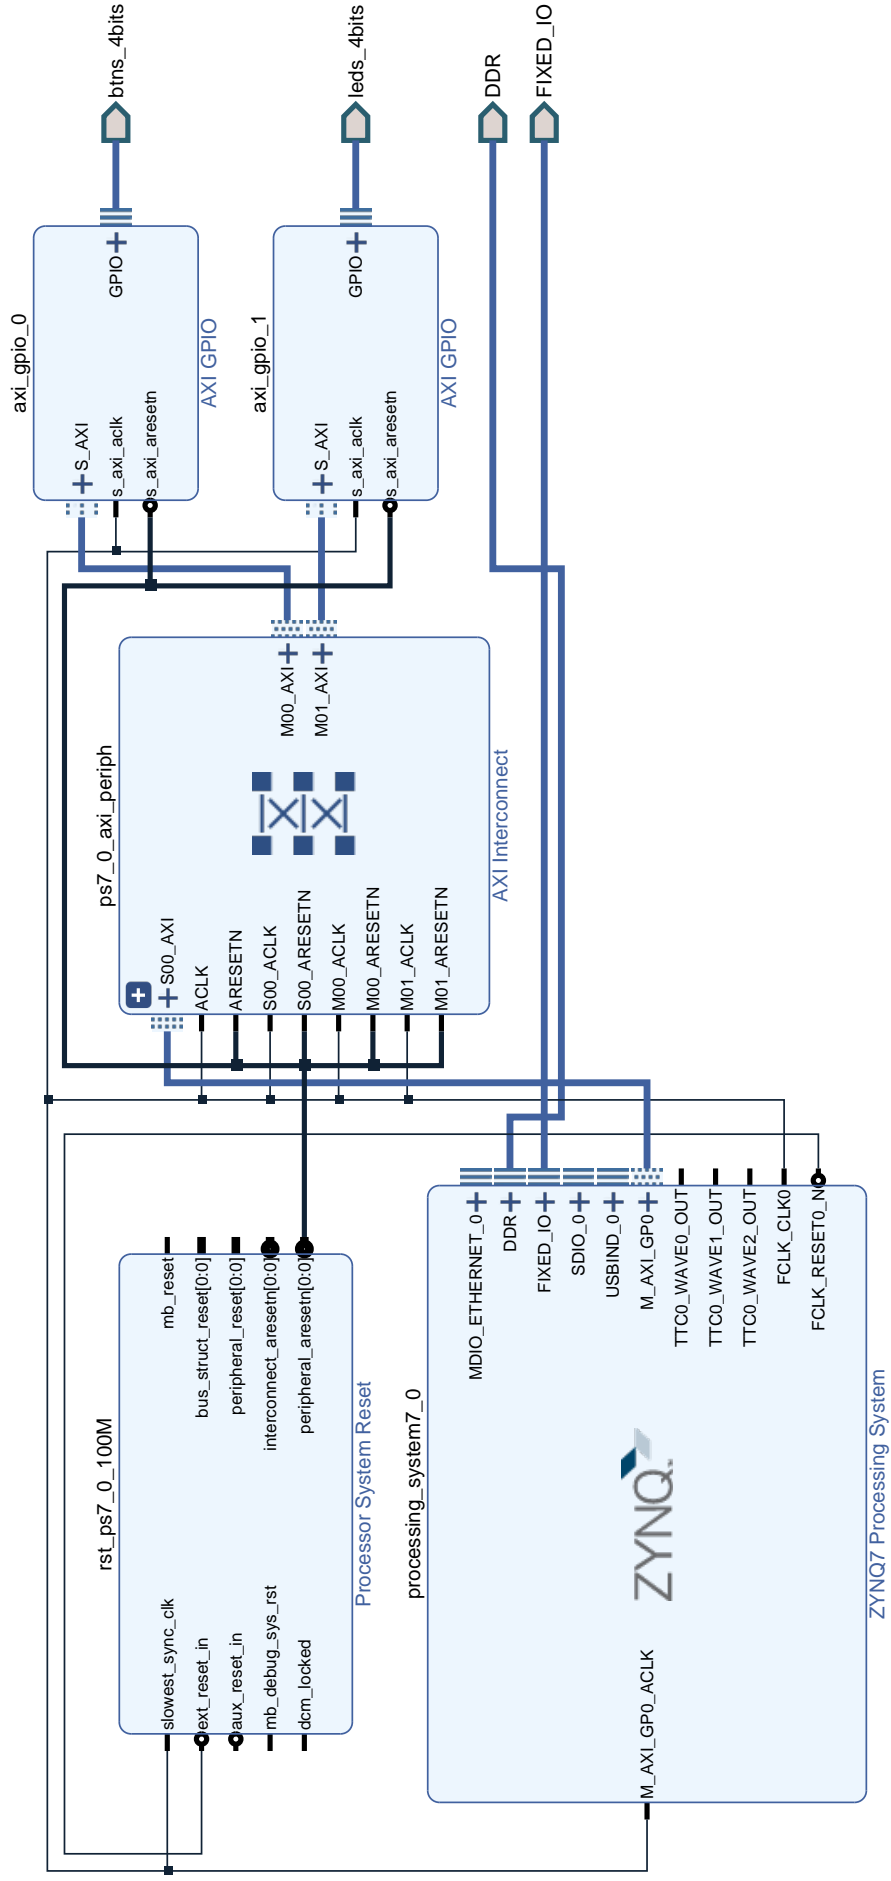 rst_ps7_0_100M
slowest_sync_clk
ext_reset_in
aux_reset_in
mb_debug_sys_rst
dcm_locked
mb_reset
bus_struct_reset[0:0]
peripheral_reset[0:0]
interconnect_aresetn[0:0]
peripheral_aresetn[0:0]
Processor System Reset
processing_system7_0
M_AXI_GP0_ACLK
ZYNQ.
MDIO_ETHERNET_0
DDR
FIXED_IO
SDIO_0
USBIND_0
M_AXI_GP0
TTC0_WAVE0_OUT
TTC0_WAVE1_OUT
TTC0_WAVE2_OUT
FCLK_CLK0
FCLK_RESET0_N
ZYNQ7 Processing System
ps7_0_axi_periph
S00_AXI
ACLK
ARESETN
S00_ACLK
S00_ARESETN
M00_ACLK
M00_ARESETN
M01_ACLK
M01_ARESETN
M00_AXI
M01_AXI
AXI Interconnect
axi_gpio_0
S_AXI
s_axi_aclk
s_axi_aresetn
GPIO
AXI GPIO
axi_gpio_1
S_AXI
s_axi_aclk
s_axi_aresetn
GPIO
AXI GPIO
btns_4bits
leds_4bits
DDR
FIXED_IO